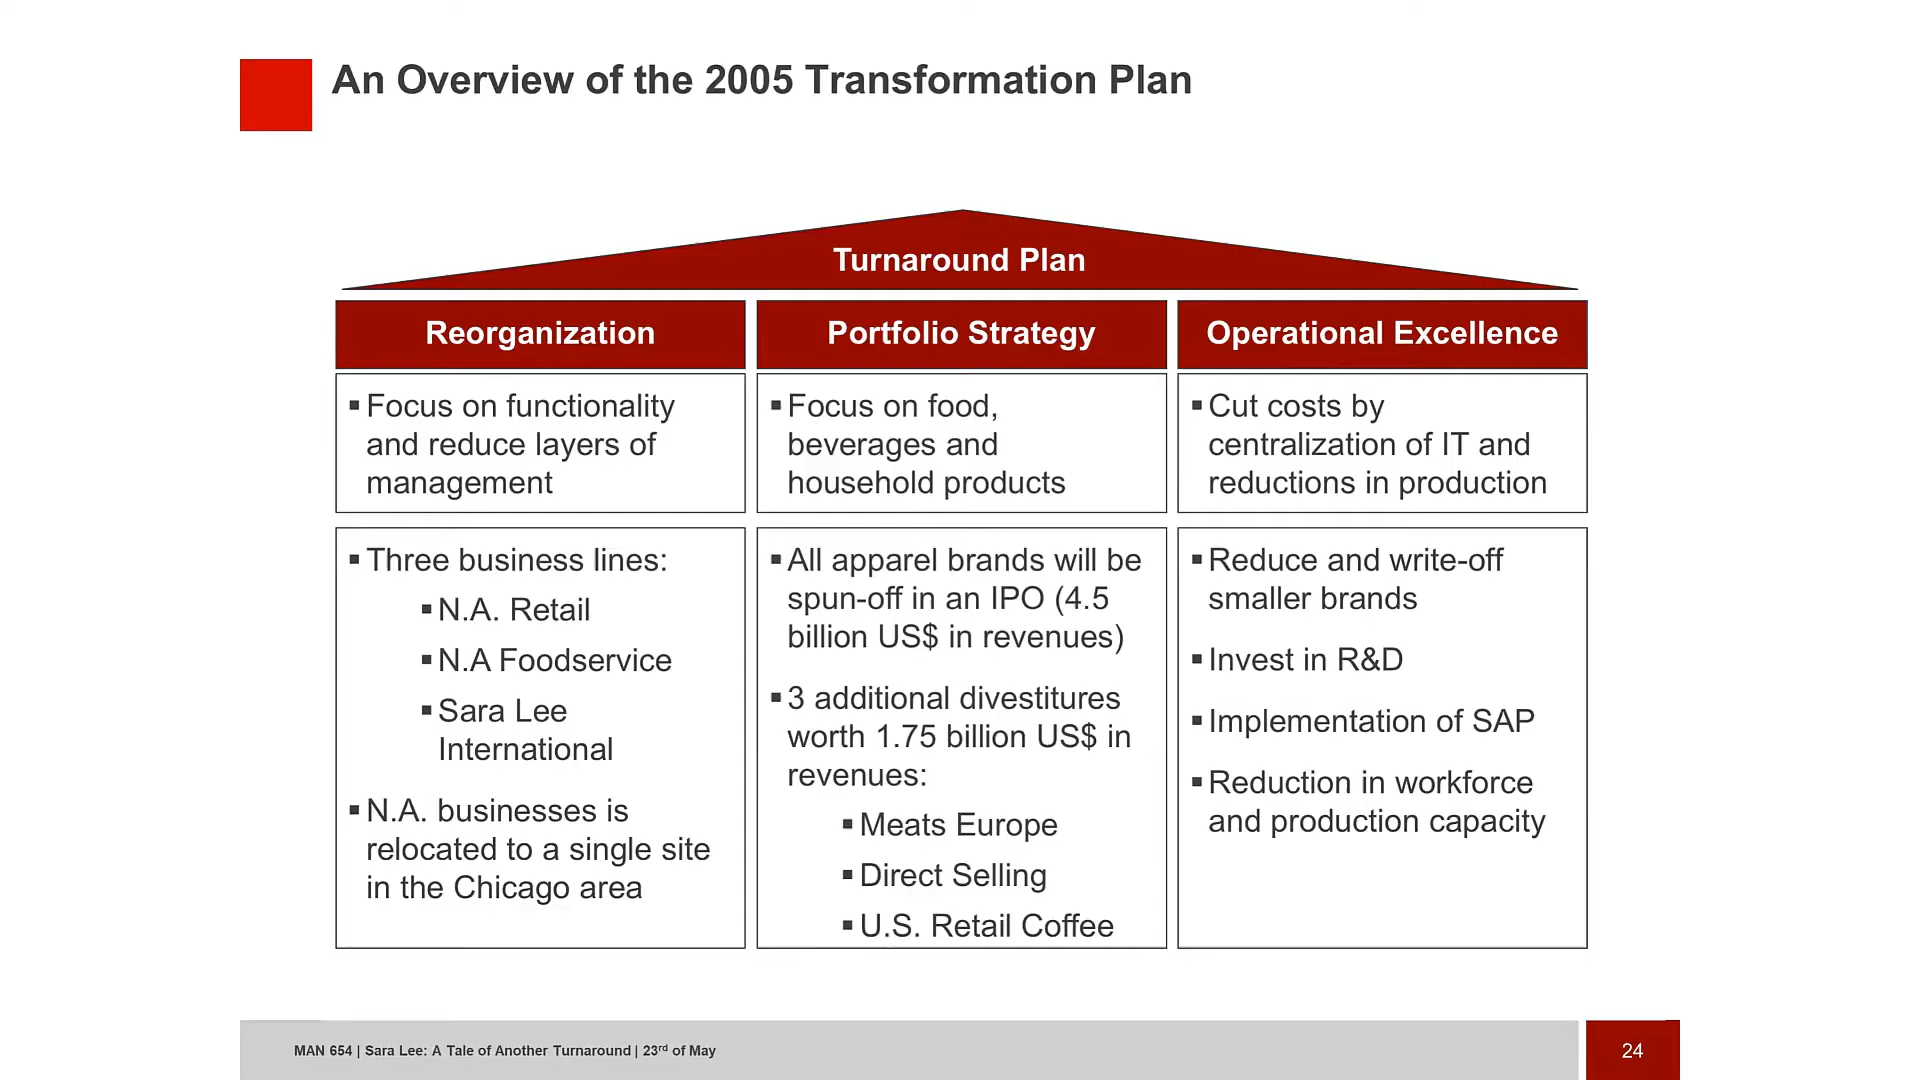 An Overview of the 2005 Transformation Plan
Turnaround Plan
Reorganization
▪Focus on functionality
and reduce layers of
management
▪Three business lines:
▪N.A. Retail
▪N.A Foodservice
▪Sara Lee
International
▪N.A. businesses is
relocated to a single site
in the Chicago area
Portfolio Strategy
▪Focus on food,
beverages and
household products
▪All apparel brands will be
spun-off in an IPO (4.5
billion US$ in revenues)
▪3 additional divestitures
worth 1.75 billion US$ in
revenues:
▪Meats Europe
▪Direct Selling
▪U.S. Retail Coffee
Operational Excellence
▪Cut costs by
centralization of IT and
reductions in production
▪Reduce and write-off
smaller brands
▪Invest in R&D
▪Implementation of SAP
▪Reduction in workforce
and production capacity
MAN 654 | Sara Lee: A Tale of Another Turnaround | 23rd of May
24